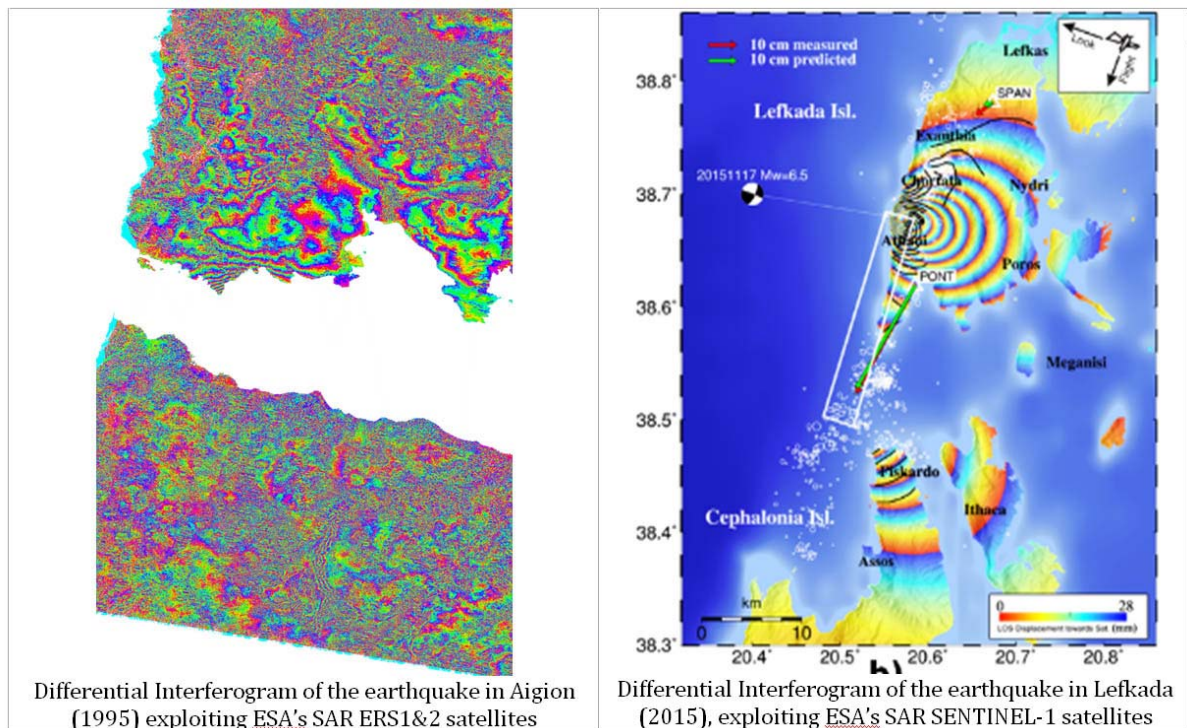 Differential Interferogram of the earthquake in Aigion
(1995) exploiting ESA's SAR ERS1&2 satellites
10 cm measured
10 cm predicted
Look
Flight
Lefkas
38.8°
SPAN
Lefkada Isl.
Exanthia
20151117 Mw=6.5
Nydri
38.7°
PONT
Poros
38.6°
Meganisi
38.5°
Fiskardo
Ithaca
Cephalonia Isl.
38.4°
Assos
km
0 10
0 28
LOS Displacement towards Sat. (mm)
38.3°
20.4° 20.5° 20.6° 20.7° 20.8°
b)
Differential Interferogram of the earthquake in Lefkada
(2015), exploiting ESA's SAR SENTINEL-1 satellites